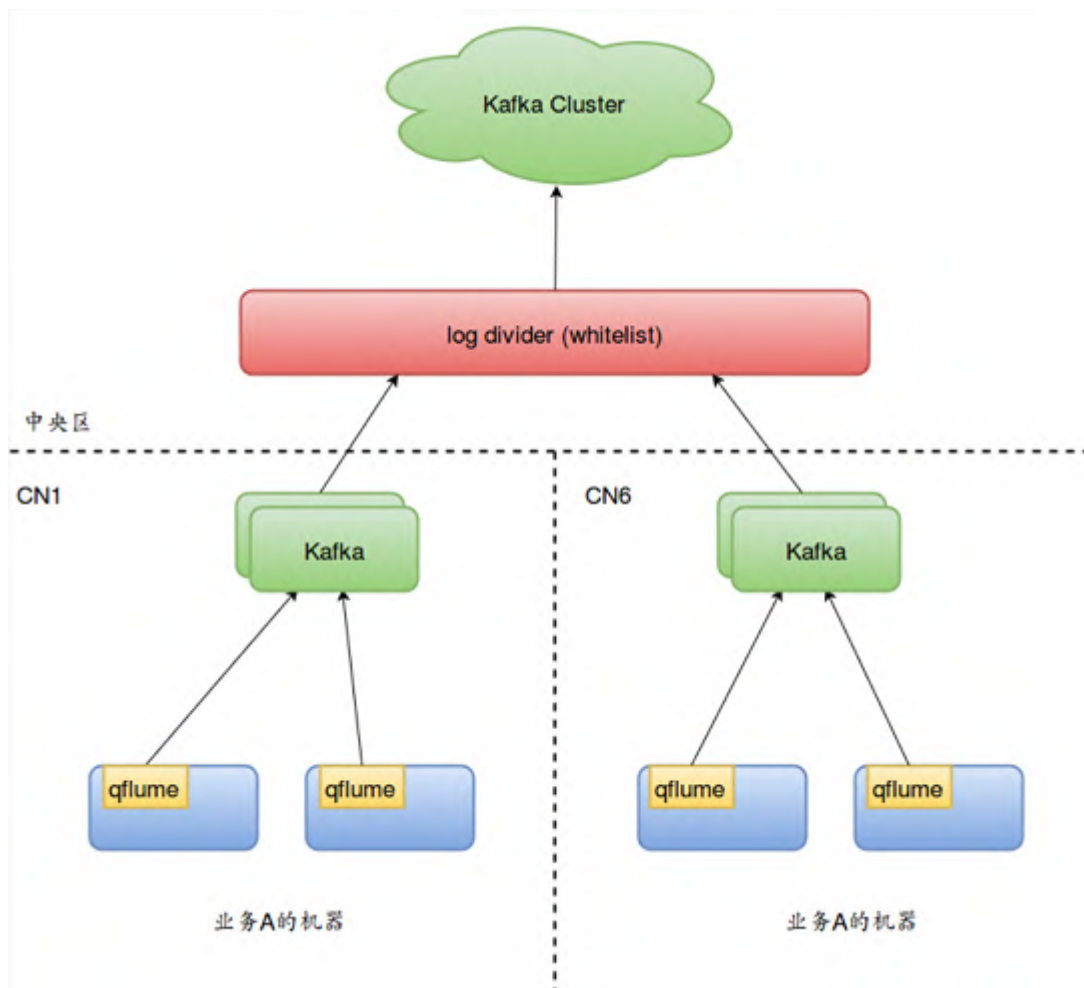 Kafka Cluster
log divider (whitelist)
中央区
CN1
CN6
Kafka
Kafka
qflume
qflume
qflume
qflume
业务A的机器
业务A的机器